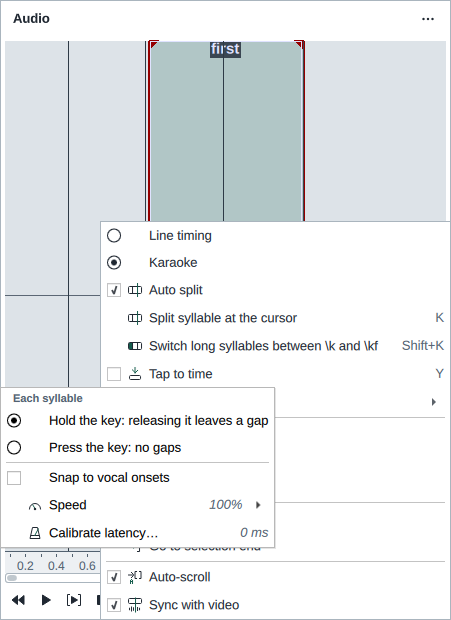 Audio
first
Line timing
Karaoke
Auto split
Split syllable at the cursor K
Switch long syllables between \k and \kf Shift+K
Tap to time Y
Each syllable
Hold the key: releasing it leaves a gap
Press the key: no gaps
Snap to vocal onsets
Speed 100%
Calibrate latency… 0 ms
Go to selection end
0.2 0.4 0.6
Auto-scroll
Sync with video